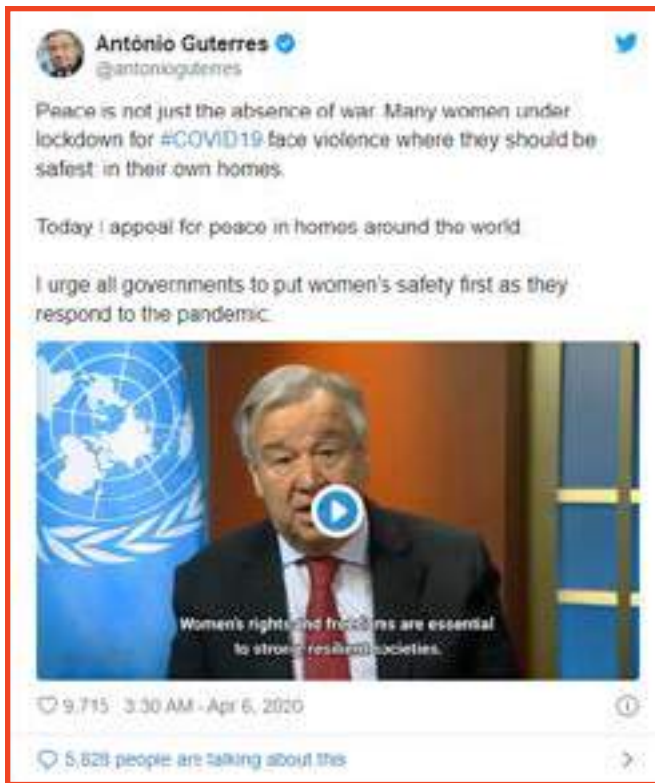 António Guterres
@antonioguterres
Peace is not just the absence of war. Many women under
lockdown for #COVID19 face violence where they should be
safest: in their own homes.
Today I appeal for peace in homes around the world.
I urge all governments to put women's safety first as they
respond to the pandemic.
Women's rights and freedoms are essential
to strong, resilient societies.
9,715 3:30 AM - Apr 6, 2020
5,828 people are talking about this